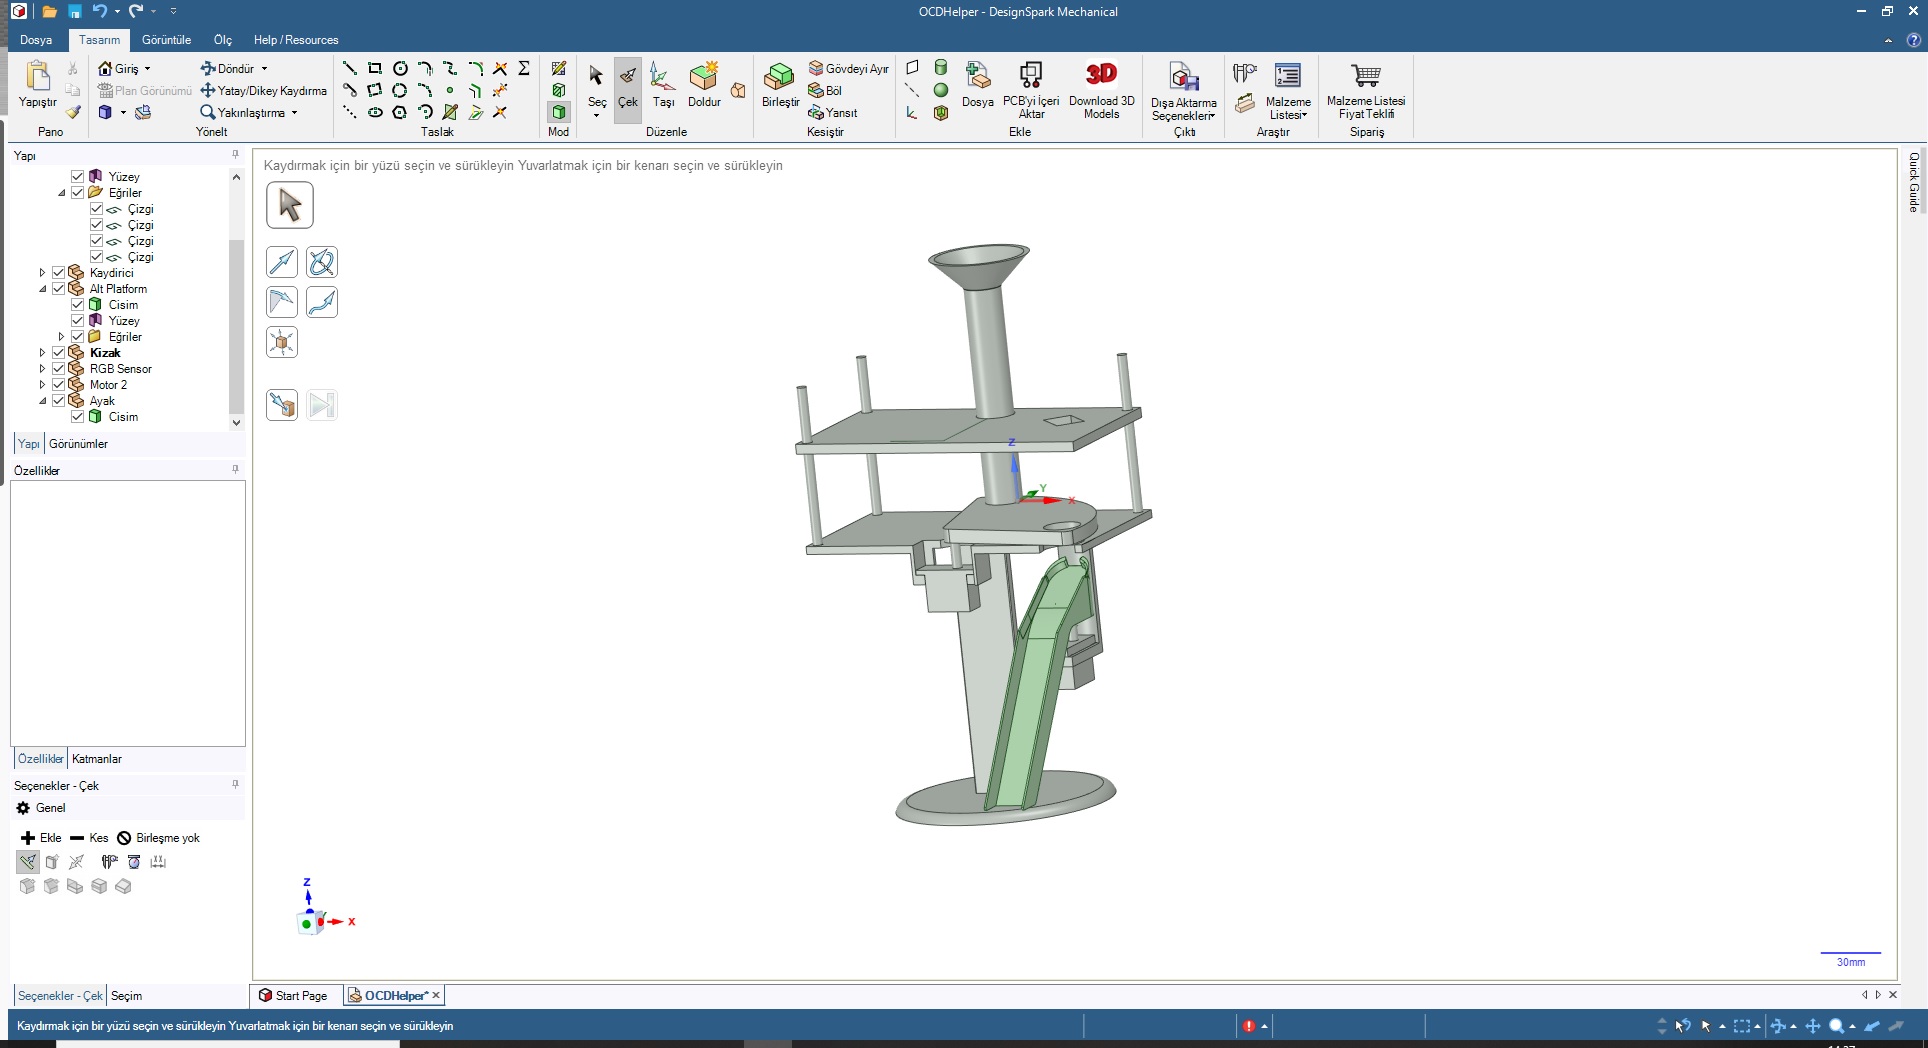 OCDHelper - DesignSpark Mechanical
Dosya Tasarım Görüntüle Ölç Help / Resources
Yapıştır
Pano
Giriş
Plan Görünümü
Döndür
Yatay/Dikey Kaydırma
Yakınlaştırma
Yönelt
Taslak
Mod
Seç
Çek
Taşı
Doldur
Düzenle
Birleştir
Gövdeyi Ayır
Böl
Yansıt
Kesiştir
Dosya
PCB'yi İçeri
Aktar
3D
Download 3D
Models
Ekle
Dışa Aktarma
Seçenekleri
Çıktı
Malzeme
Listesi
Araştır
Malzeme Listesi
Fiyat Teklifi
Sipariş
Yapı
Yüzey
Eğriler
Çizgi
Çizgi
Çizgi
Çizgi
Kaydirici
Alt Platform
Cisim
Yüzey
Eğriler
Kizak
RGB Sensor
Motor 2
Ayak
Cisim
Yapı Görünümler
Özellikler
Özellikler Katmanlar
Seçenekler - Çek
Genel
Ekle Kes Birleşme yok
Seçenekler - Çek Seçim
Kaydırmak için bir yüzü seçin ve sürükleyin Yuvarlatmak için bir kenarı seçin ve sürükleyin
Z
Y
X
Z
X
30mm
Quick Guide
Start Page OCDHelper*
Kaydırmak için bir yüzü seçin ve sürükleyin Yuvarlatmak için bir kenarı seçin ve sürükleyin